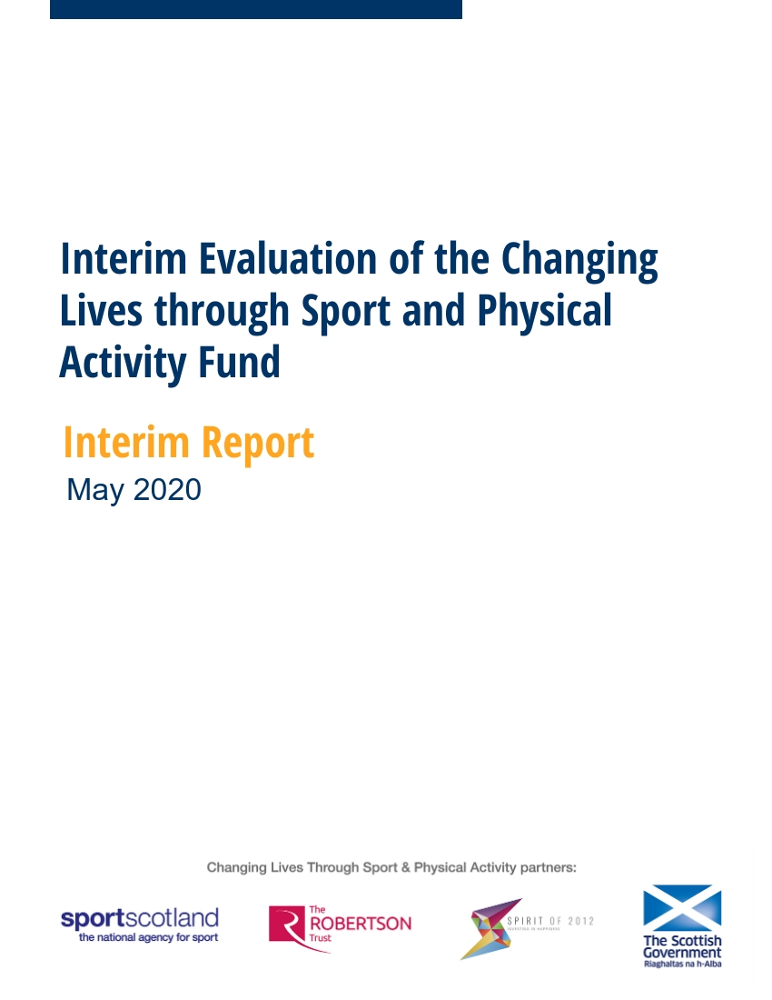 Interim Evaluation of the Changing
Lives through Sport and Physical
Activity Fund
Interim Report
May 2020
Changing Lives Through Sport & Physical Activity partners:
sportscotland
the national agency for sport
The
ROBERTSON
Trust
SPIRIT OF 2012
INVESTING IN HAPPINESS
The Scottish
Government
Riaghaltas na h-Alba